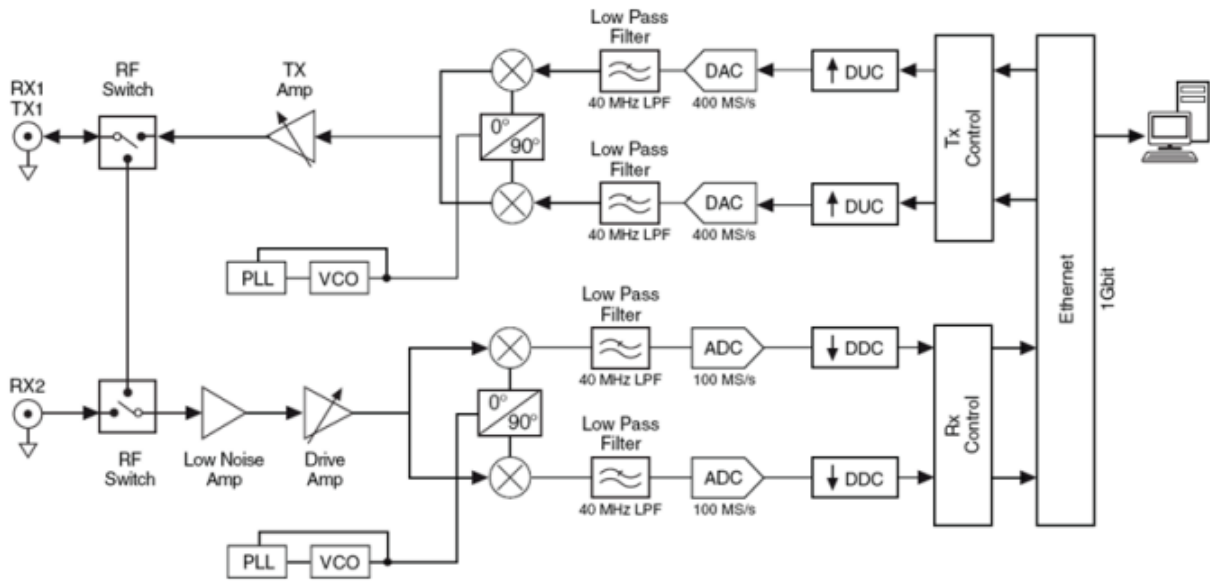 RX1
TX1
RF
Switch
TX
Amp
0°
90°
Low Pass
Filter
40 MHz LPF
DAC
400 MS/s
↑ DUC
Low Pass
Filter
40 MHz LPF
DAC
400 MS/s
↑ DUC
Tx
Control
PLL
VCO
Ethernet
1Gbit
RX2
RF
Switch
Low Noise
Amp
Drive
Amp
0°
90°
Low Pass
Filter
40 MHz LPF
ADC
100 MS/s
↓ DDC
Low Pass
Filter
40 MHz LPF
ADC
100 MS/s
↓ DDC
Rx
Control
PLL
VCO